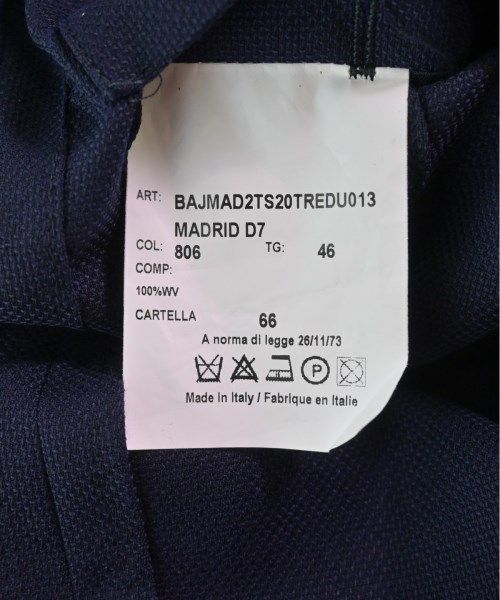 ART: BAJMAD2TS20TREDU013
MADRID D7
COL: 806 TG: 46
COMP:
100%WV
CARTELLA 66
A norma di legge 26/11/73
P
Made in Italy / Fabrique en Italie